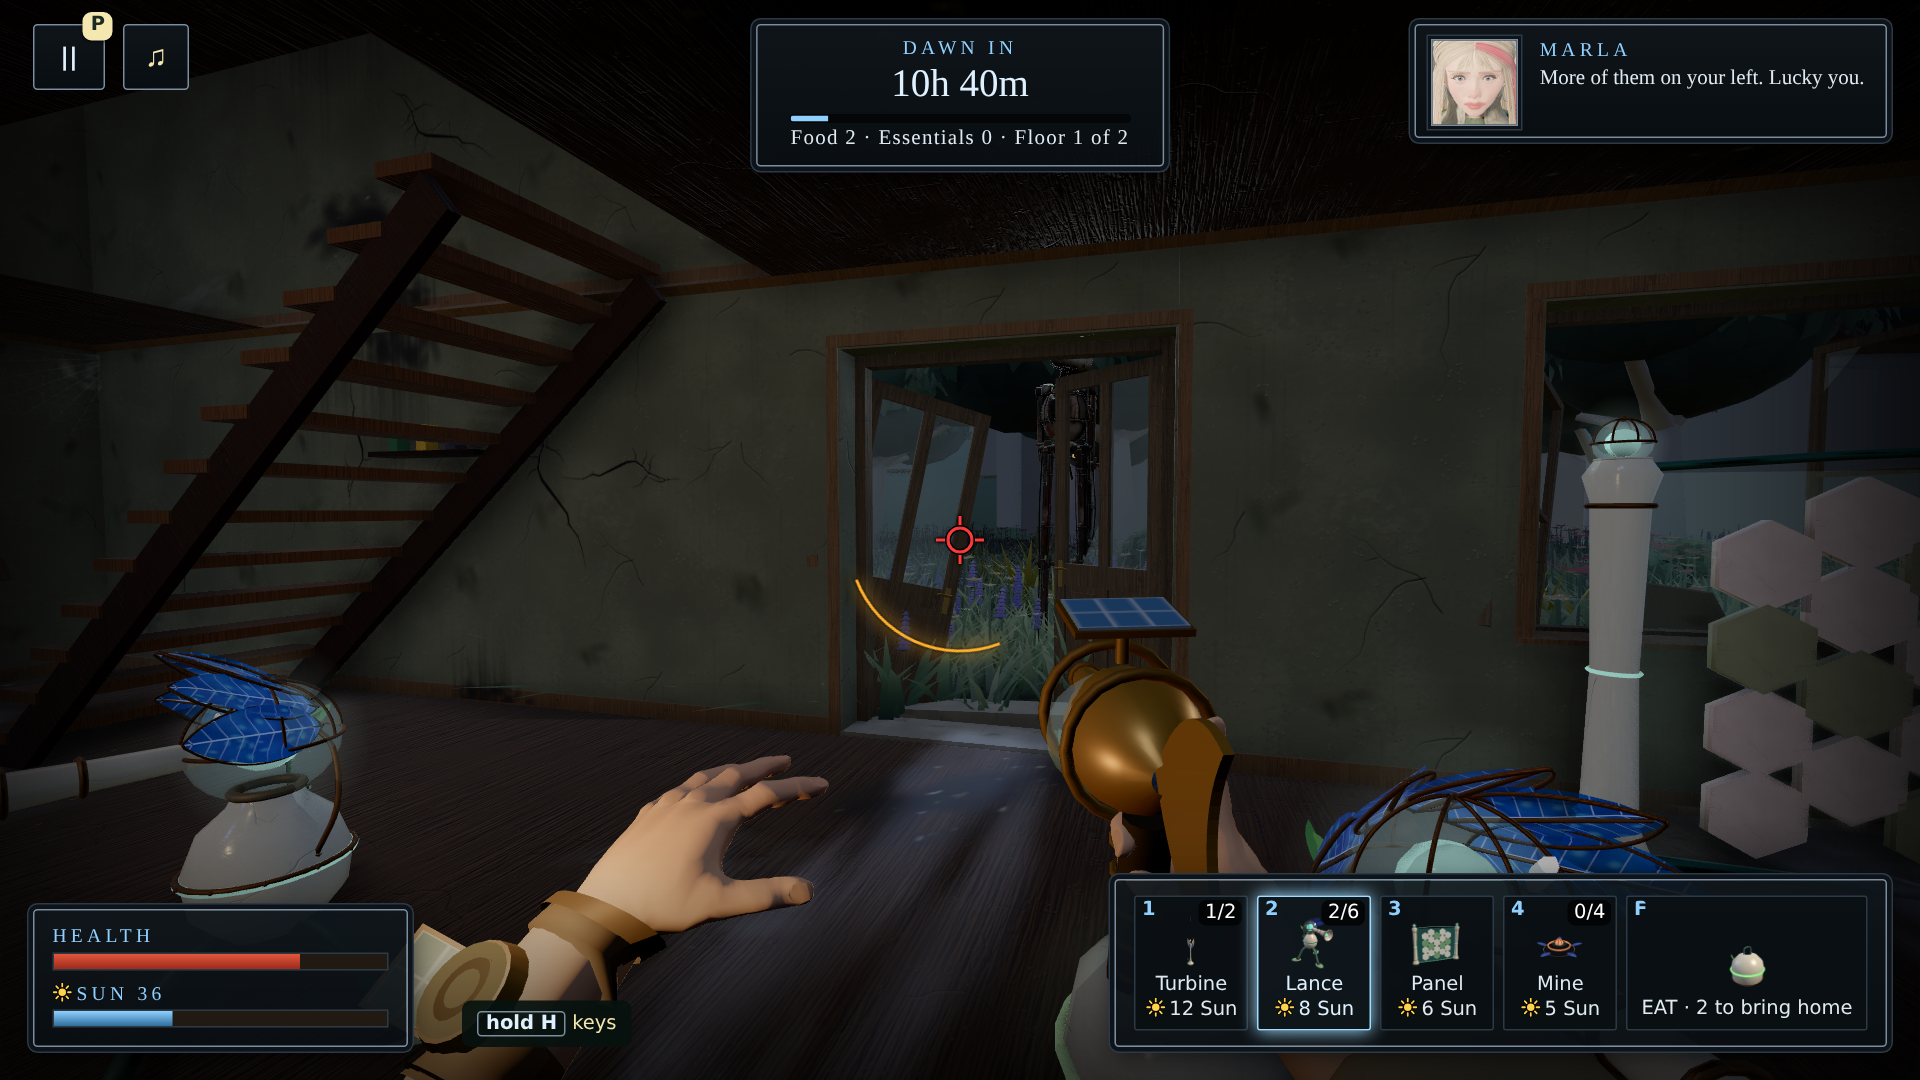 P
DAWN IN
10h 40m
Food 2 · Essentials 0 · Floor 1 of 2
MARLA
More of them on your left. Lucky you.
HEALTH
SUN 36
hold H keys
1 1/2
Turbine
12 Sun
2 2/6
Lance
8 Sun
3
Panel
6 Sun
4 0/4
Mine
5 Sun
F
EAT · 2 to bring home